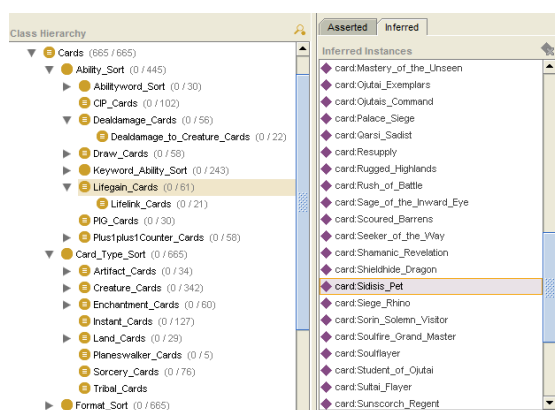 Class Hierarchy
Cards (665 / 665)
Ability_Sort (0 / 445)
Abilityword_Sort (0 / 30)
CIP_Cards (0 / 102)
Dealdamage_Cards (0 / 56)
Dealdamage_to_Creature_Cards (0 / 22)
Draw_Cards (0 / 58)
Keyword_Ability_Sort (0 / 243)
Lifegain_Cards (0 / 61)
Lifelink_Cards (0 / 21)
PIG_Cards (0 / 30)
Plus1plus1Counter_Cards (0 / 58)
Card_Type_Sort (0 / 665)
Artifact_Cards (0 / 34)
Creature_Cards (0 / 342)
Enchantment_Cards (0 / 60)
Instant_Cards (0 / 127)
Land_Cards (0 / 29)
Planeswalker_Cards (0 / 5)
Sorcery_Cards (0 / 76)
Tribal_Cards
Format_Sort (0 / 665)
Asserted Inferred
Inferred Instances
card:Mastery_of_the_Unseen
card:Ojutai_Exemplars
card:Ojutais_Command
card:Palace_Siege
card:Qarsi_Sadist
card:Resupply
card:Rugged_Highlands
card:Rush_of_Battle
card:Sage_of_the_Inward_Eye
card:Scoured_Barrens
card:Seeker_of_the_Way
card:Shamanic_Revelation
card:Shieldhide_Dragon
card:Sidisis_Pet
card:Siege_Rhino
card:Sorin_Solemn_Visitor
card:Soulfire_Grand_Master
card:Soulflayer
card:Student_of_Ojutai
card:Sultai_Flayer
card:Sunscorch_Regent